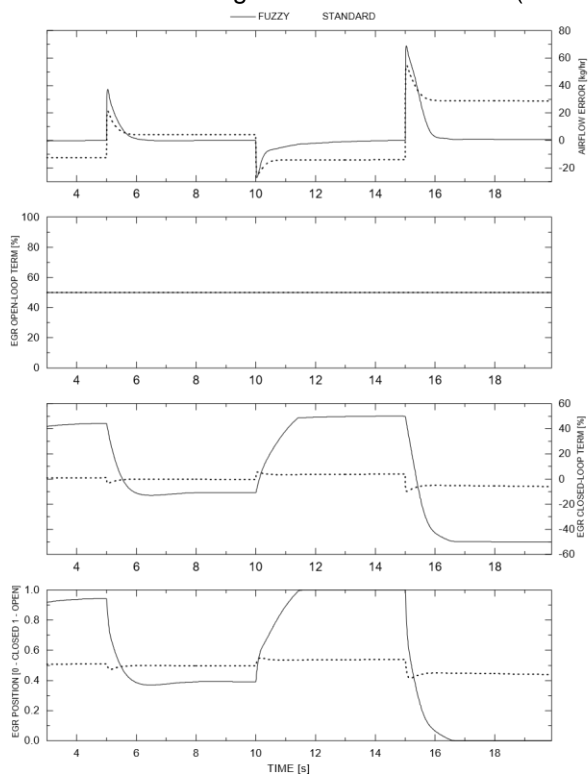 FUZZY STANDARD
80
60
40
20
0
-20
AIRFLOW ERROR [kg/hr]
4 6 8 10 12 14 16 18
100
80
60
40
20
0
EGR OPEN-LOOP TERM [%]
4 6 8 10 12 14 16 18
60
40
20
0
-20
-40
-60
EGR CLOSED-LOOP TERM [%]
4 6 8 10 12 14 16 18
1.0
0.8
0.6
0.4
0.2
0.0
EGR POSITION [0 - CLOSED 1 - OPEN]
4 6 8 10 12 14 16 18
TIME [s]